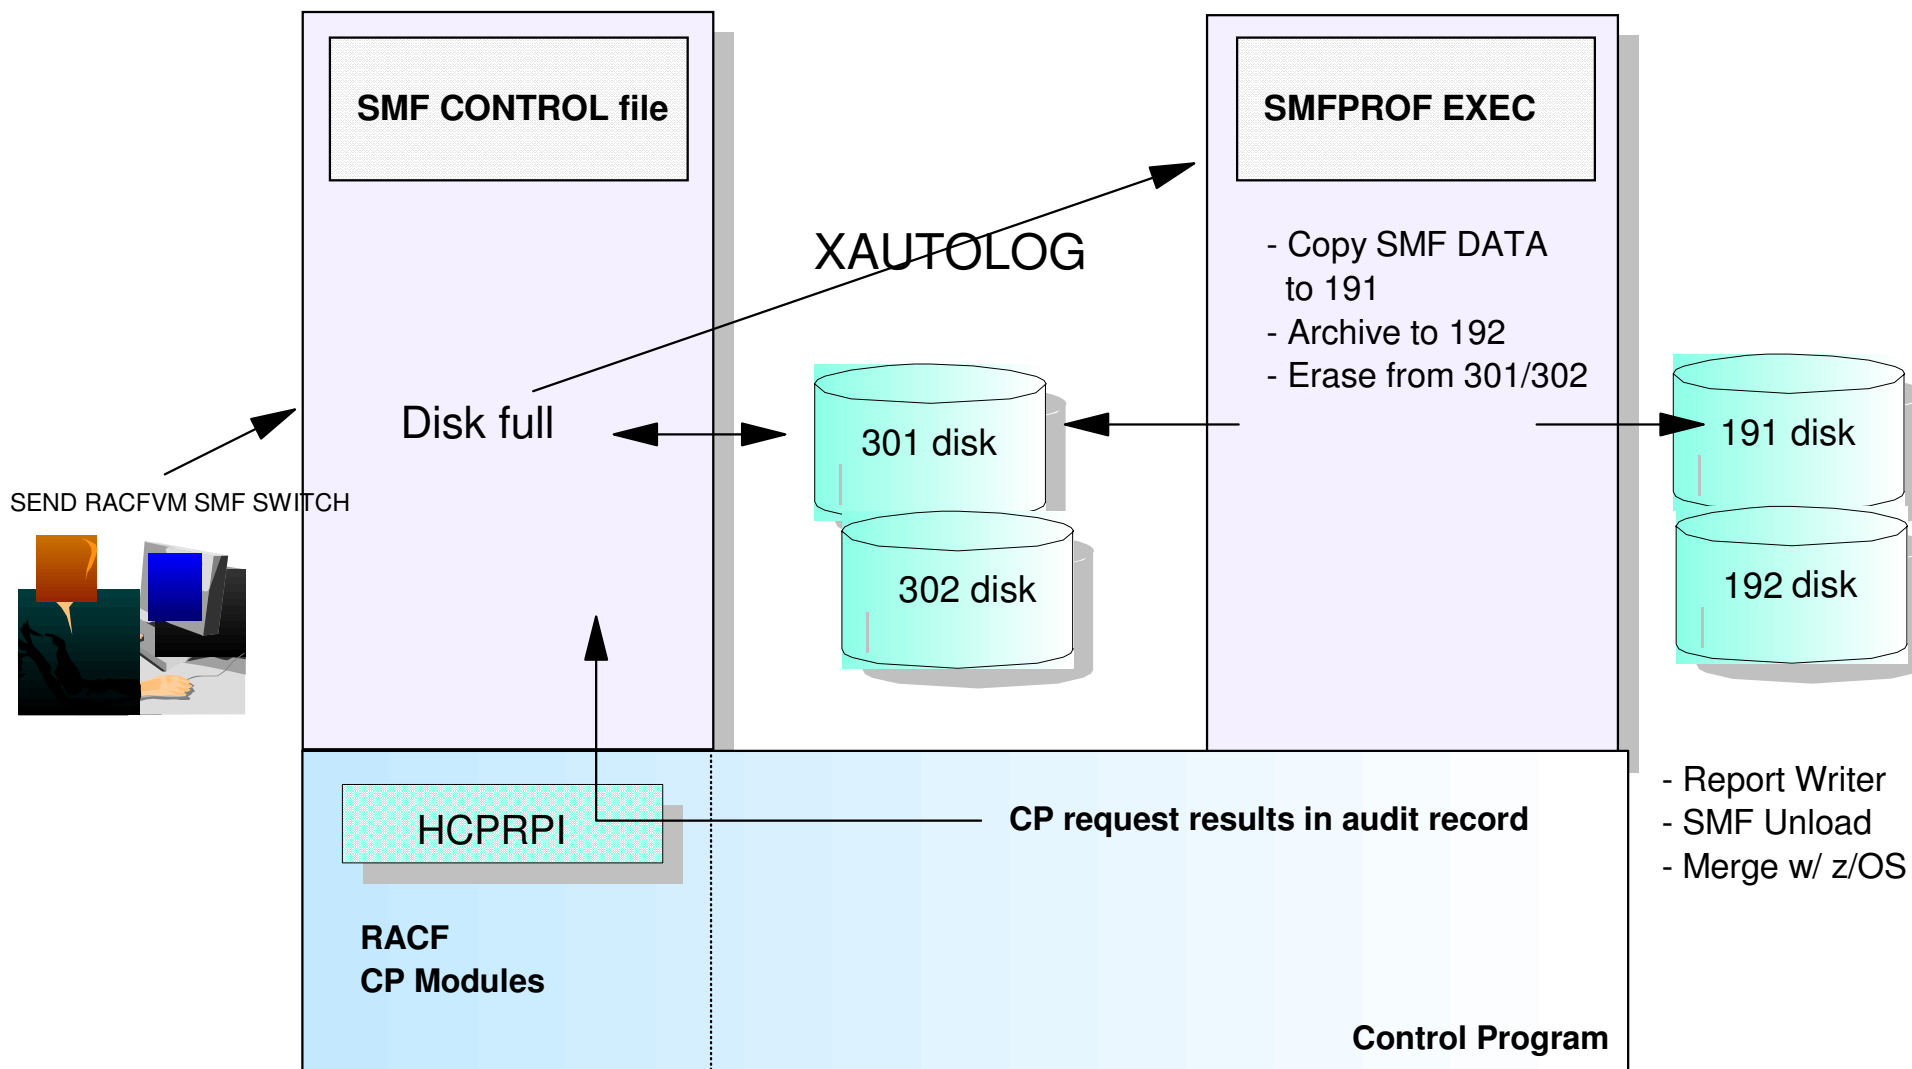 SMF CONTROL file
SMFPROF EXEC
XAUTOLOG
- Copy SMF DATA
to 191
- Archive to 192
- Erase from 301/302
Disk full
301 disk
191 disk
SEND RACFVM SMF SWITCH
302 disk
192 disk
HCPRPI
CP request results in audit record
- Report Writer
- SMF Unload
- Merge w/ z/OS
RACF
CP Modules
Control Program